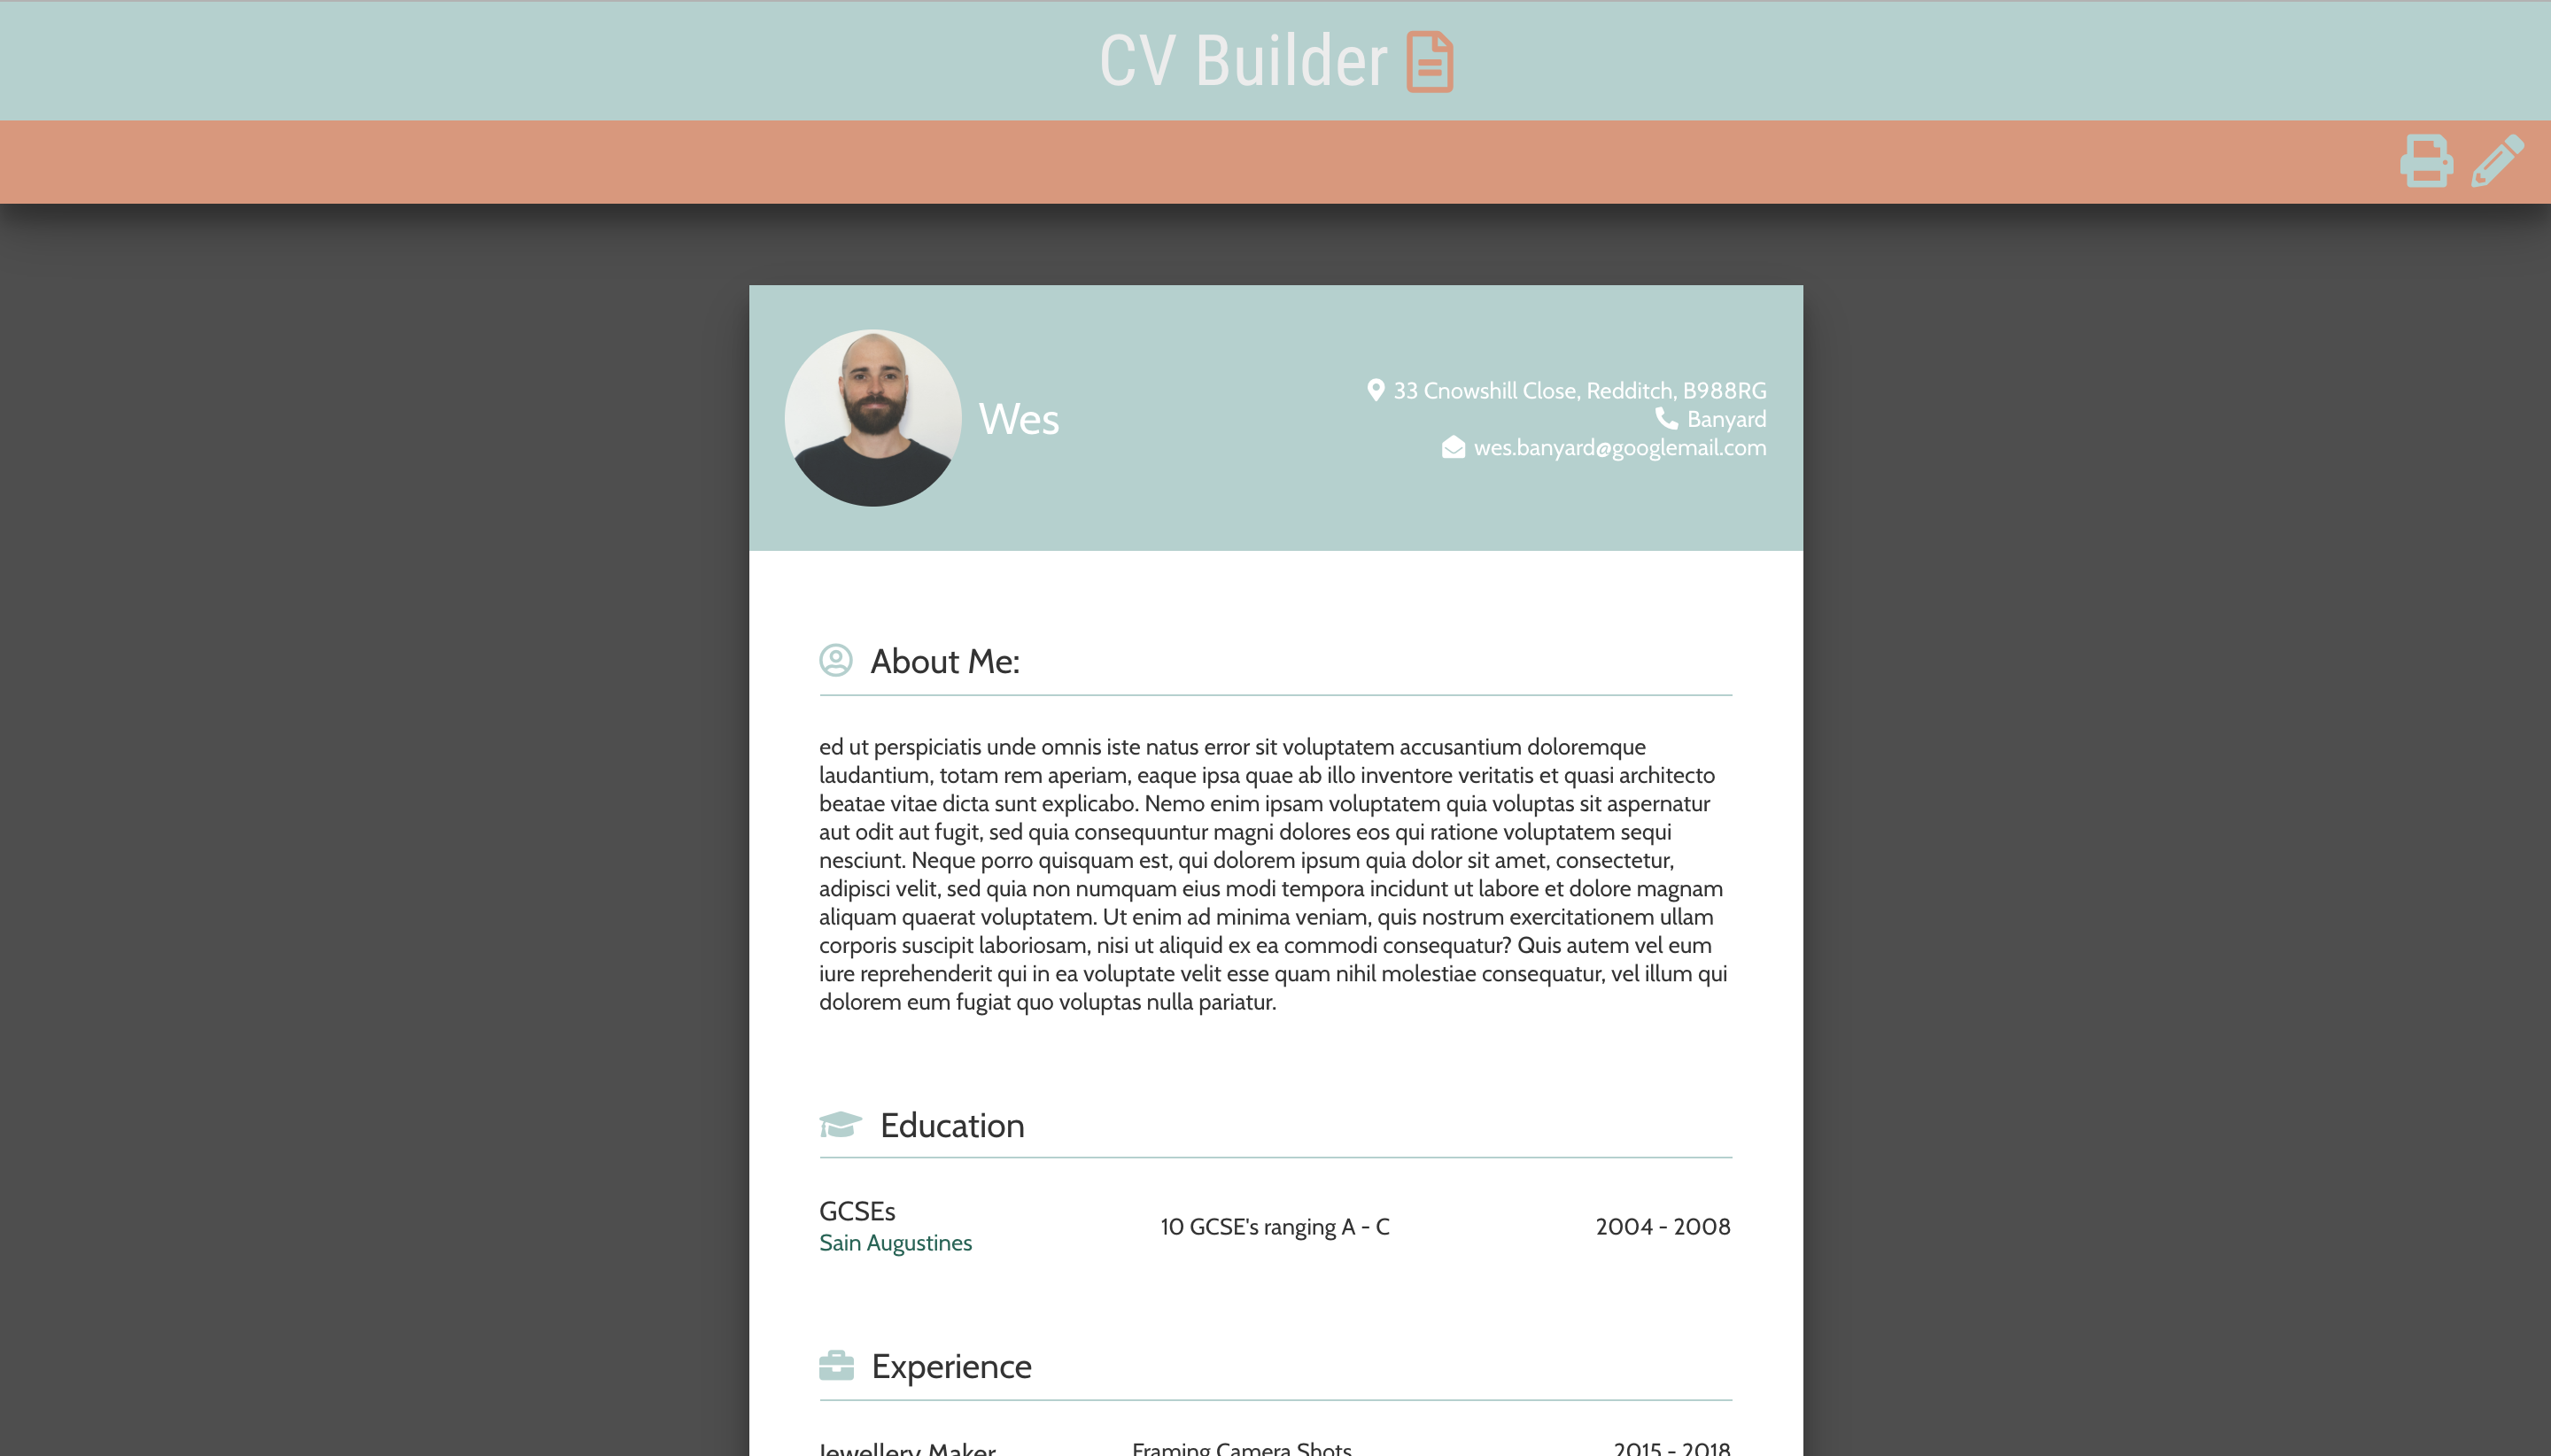 CV Builder
Wes
33 Cnowshill Close, Redditch, B988RG
Banyard
wes.banyard@googlemail.com
About Me:
ed ut perspiciatis unde omnis iste natus error sit voluptatem accusantium doloremque
laudantium, totam rem aperiam, eaque ipsa quae ab illo inventore veritatis et quasi architecto
beatae vitae dicta sunt explicabo. Nemo enim ipsam voluptatem quia voluptas sit aspernatur
aut odit aut fugit, sed quia consequuntur magni dolores eos qui ratione voluptatem sequi
nesciunt. Neque porro quisquam est, qui dolorem ipsum quia dolor sit amet, consectetur,
adipisci velit, sed quia non numquam eius modi tempora incidunt ut labore et dolore magnam
aliquam quaerat voluptatem. Ut enim ad minima veniam, quis nostrum exercitationem ullam
corporis suscipit laboriosam, nisi ut aliquid ex ea commodi consequatur? Quis autem vel eum
iure reprehenderit qui in ea voluptate velit esse quam nihil molestiae consequatur, vel illum qui
dolorem eum fugiat quo voluptas nulla pariatur.
Education
GCSEs
Sain Augustines
10 GCSE's ranging A - C
2004 - 2008
Experience
Jewellery Maker
Framing Camera Shots
2015 - 2018